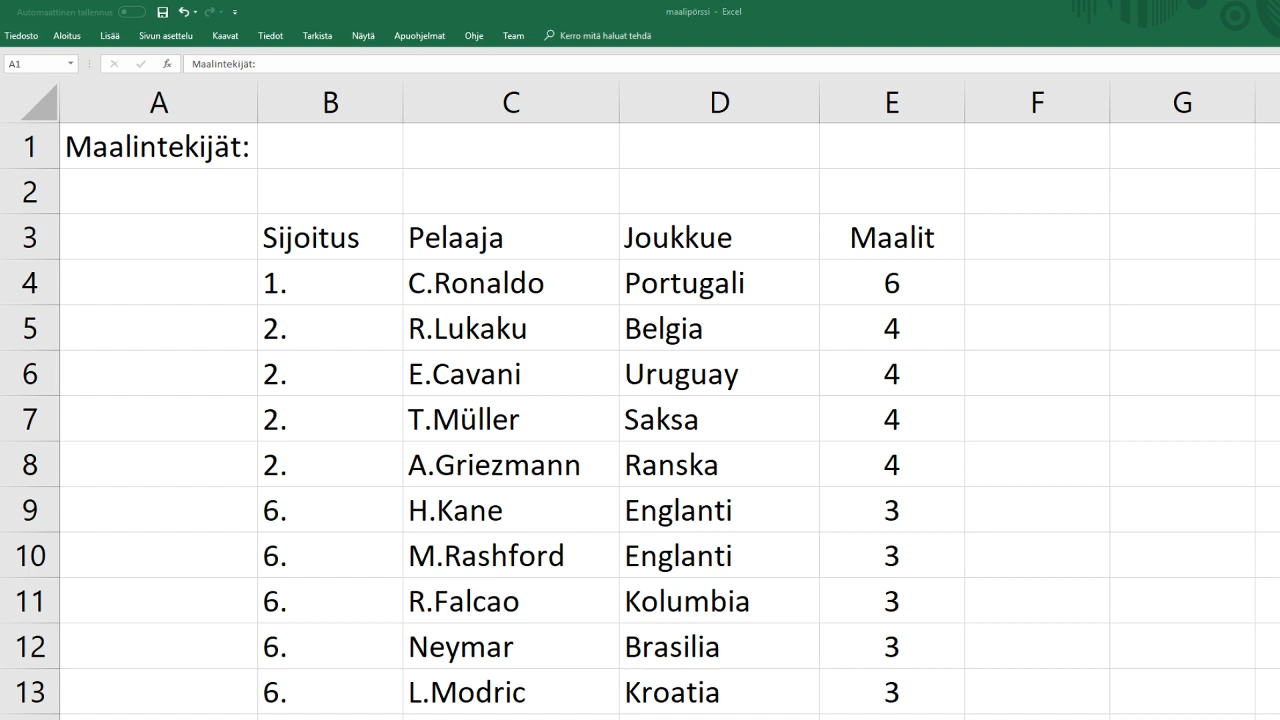 Automaattinen tallennus
maalipörssi - Excel
Tiedosto Aloitus Lisää Sivun asettelu Kaavat Tiedot Tarkista Näytä Apuohjelmat Ohje Team Kerro mitä haluat tehdä
A1 fx Maalintekijät:
A B C D E F G
1 Maalintekijät:
2
3 Sijoitus Pelaaja Joukkue Maalit
4 1. C.Ronaldo Portugali 6
5 2. R.Lukaku Belgia 4
6 2. E.Cavani Uruguay 4
7 2. T.Müller Saksa 4
8 2. A.Griezmann Ranska 4
9 6. H.Kane Englanti 3
10 6. M.Rashford Englanti 3
11 6. R.Falcao Kolumbia 3
12 6. Neymar Brasilia 3
13 6. L.Modric Kroatia 3